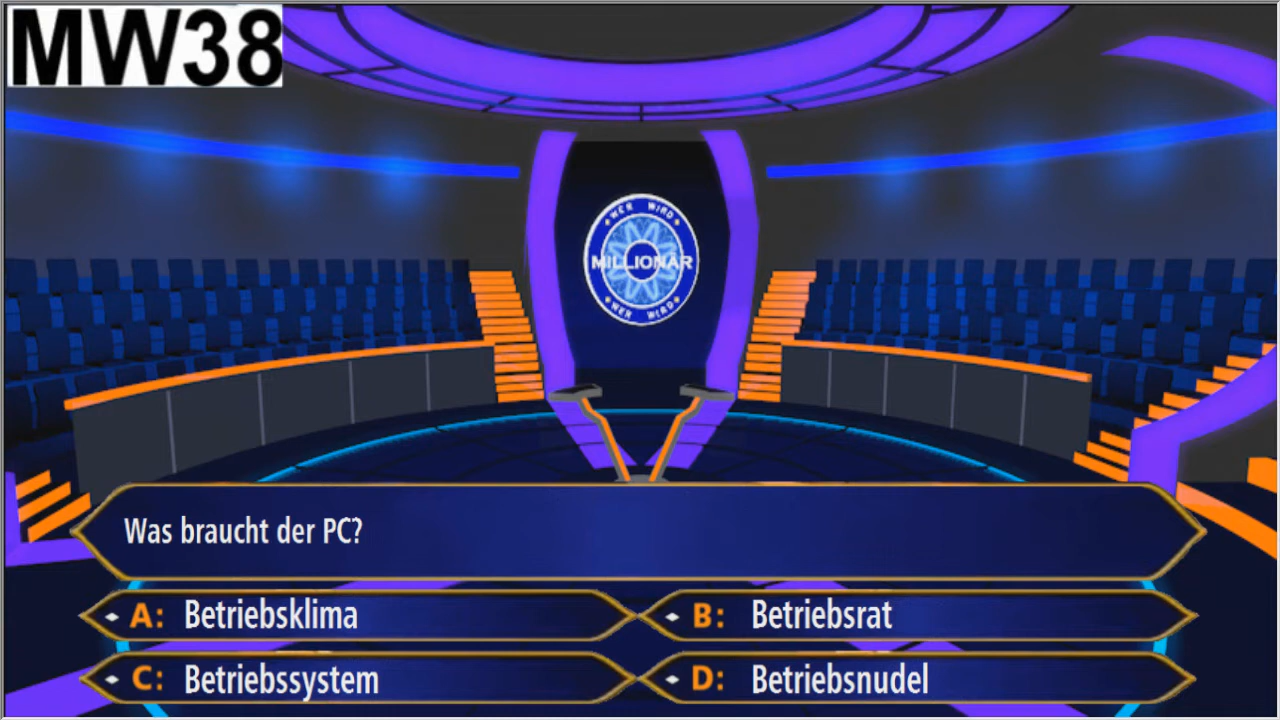 MW38
WER WIRD
MILLIONÄR
WER WIRD
Was braucht der PC?
A: Betriebsklima
B: Betriebsrat
C: Betriebssystem
D: Betriebsnudel